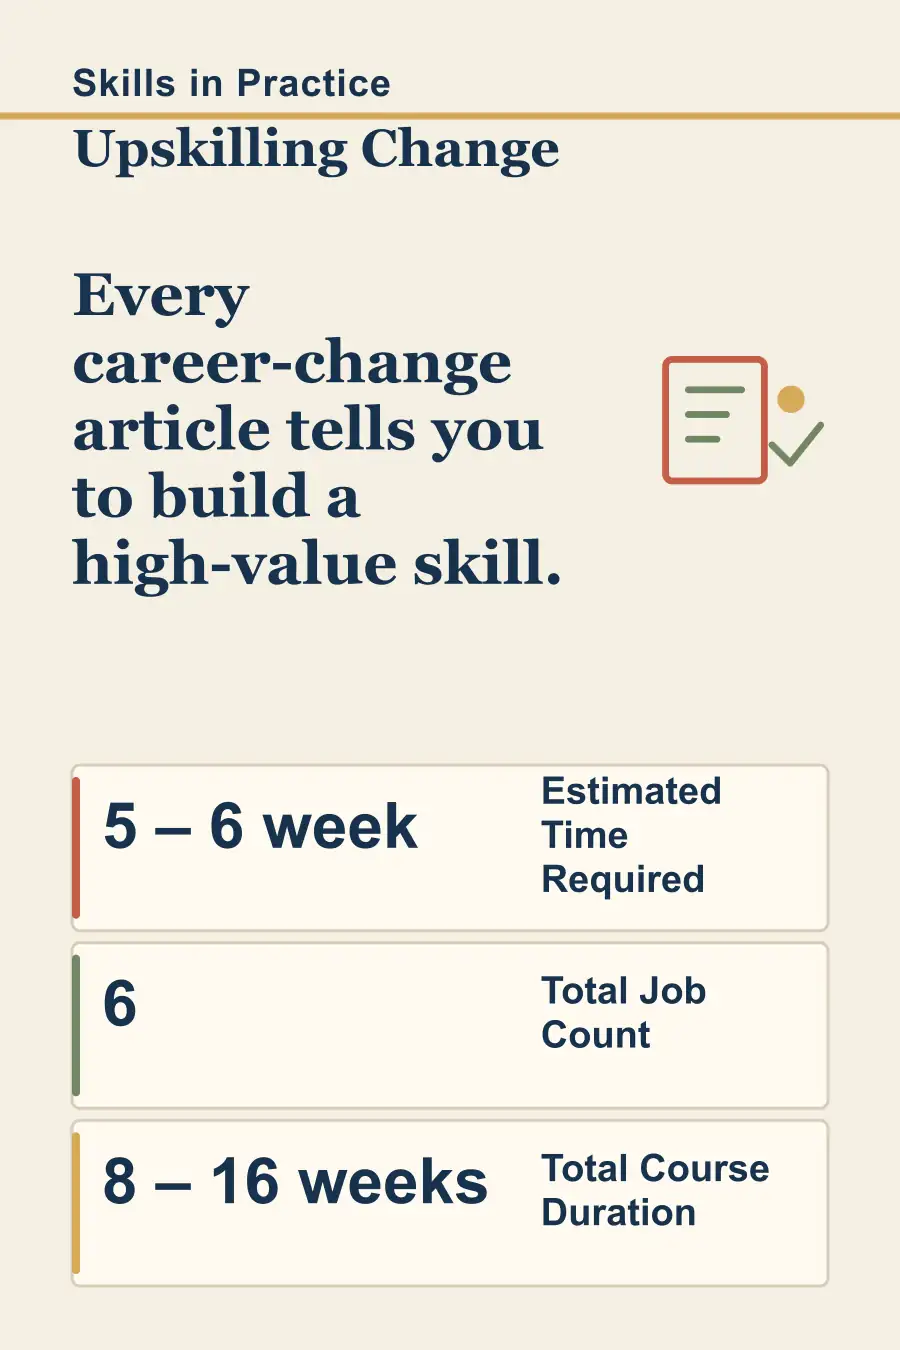 Skills in Practice
Upskilling Change
Every
career-change
article tells you
to build a
high-value skill.
5 – 6 week
Estimated
Time
Required
6
Total Job
Count
8 – 16 weeks
Total Course
Duration